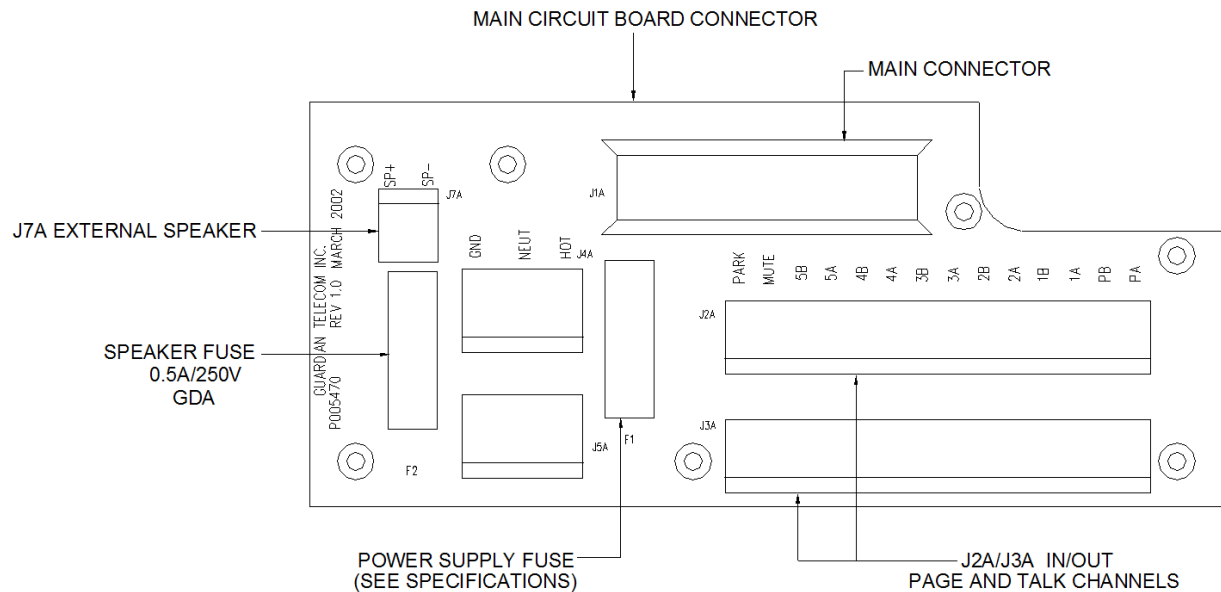 MAIN CIRCUIT BOARD CONNECTOR
MAIN CONNECTOR
J7A EXTERNAL SPEAKER
SPEAKER FUSE
0.5A/250V
GDA
GUARDIAN TELECOM INC.
P005470 REV 1.0 MARCH 2002
SP+
SP-
J7A
GND
NEUT
HOT
J4A
J1A
PARK
MUTE
5B
5A
4B
4A
3B
3A
2B
2A
1B
1A
PB
PA
J2A
J3A
J5A
F1
F2
POWER SUPPLY FUSE
(SEE SPECIFICATIONS)
J2A/J3A IN/OUT
PAGE AND TALK CHANNELS